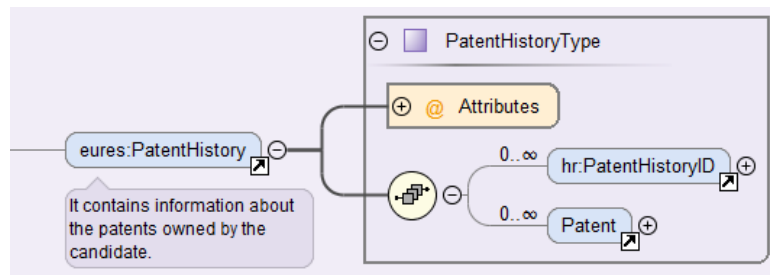 PatentHistoryType
@ Attributes
eures:PatentHistory
0..∞
hr:PatentHistoryID
It contains information about
the patents owned by the
candidate.
0..∞
Patent